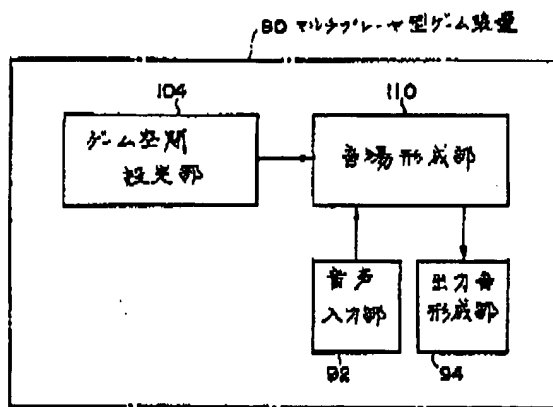 80 マルチプレーヤ型ゲーム装置
104
ゲーム空間
設定部
110
音場形成部
音声
入力部
92
出力音
形成部
94